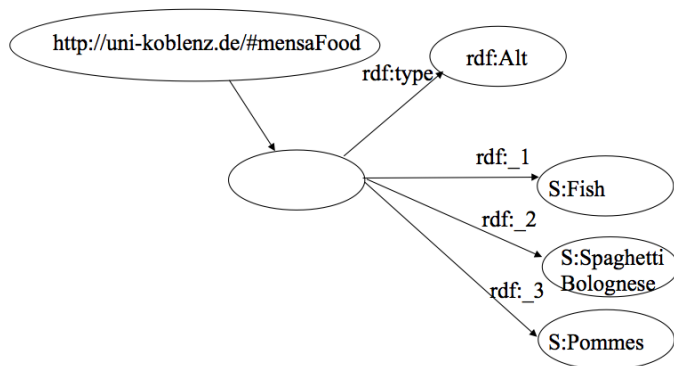 http://uni-koblenz.de/#mensaFood
rdf:type
rdf:Alt
rdf:_1
S:Fish
rdf:_2
S:Spaghetti
Bolognese
rdf:_3
S:Pommes